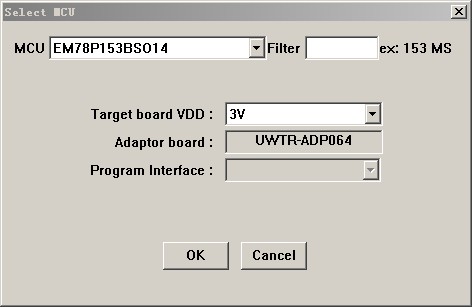 Select MCU
MCU EM78P153BSO14 Filter ex: 153 MS
Target board VDD : 3V
Adaptor board : UWTR-ADP064
Program Interface :
OK Cancel